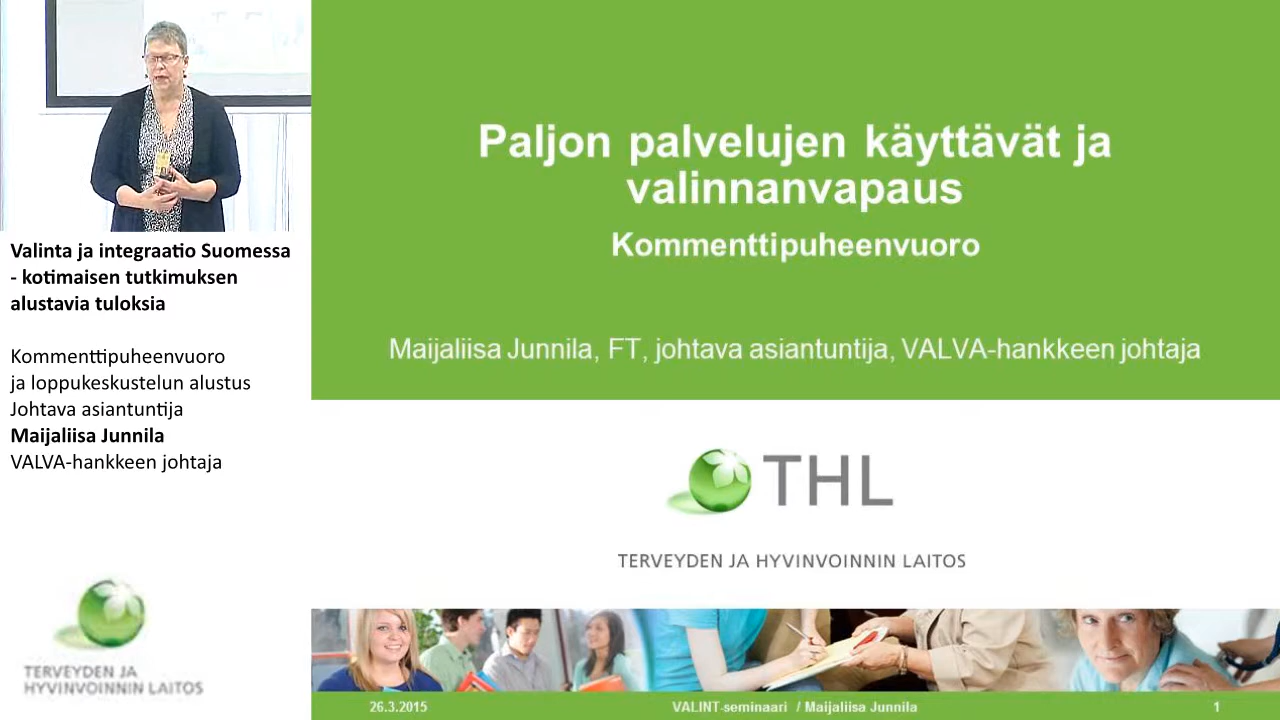 Valinta ja integraatio Suomessa
- kotimaisen tutkimuksen
alustavia tuloksia
Kommenttipuheenvuoro
ja loppukeskustelun alustus
Johtava asiantuntija
Maijaliisa Junnila
VALVA-hankkeen johtaja
TERVEYDEN JA
HYVINVOINNIN LAITOS
Paljon palvelujen käyttävät ja
valinnanvapaus
Kommenttipuheenvuoro
Maijaliisa Junnila, FT, johtava asiantuntija, VALVA-hankkeen johtaja
THL
TERVEYDEN JA HYVINVOINNIN LAITOS
26.3.2015 VALINT-seminaari / Maijaliisa Junnila 1